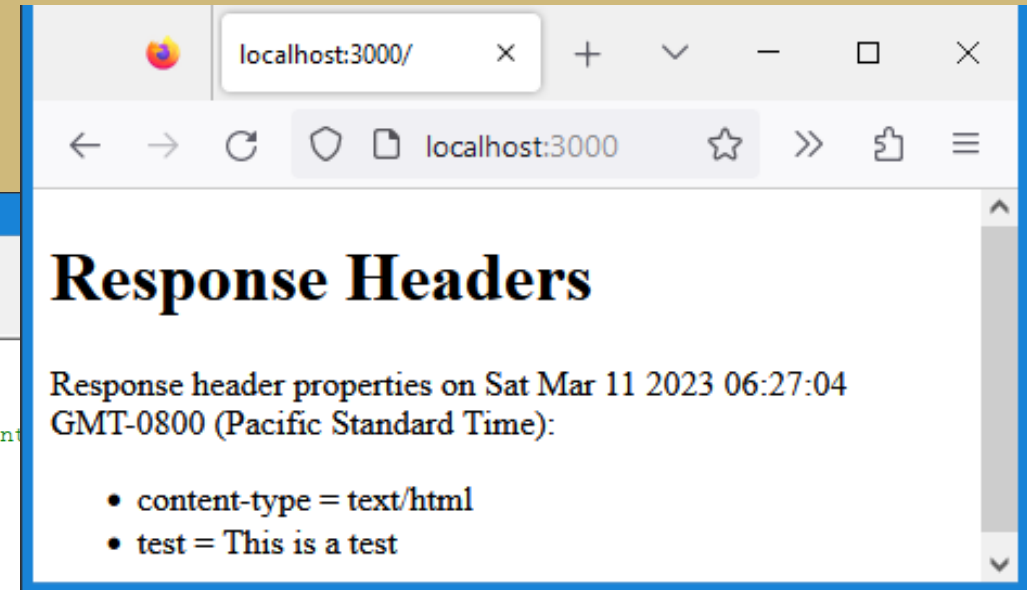 localhost:3000/
localhost:3000
Response Headers
Response header properties on Sat Mar 11 2023 06:27:04
GMT-0800 (Pacific Standard Time):
nt
• content-type = text/html
• test = This is a test